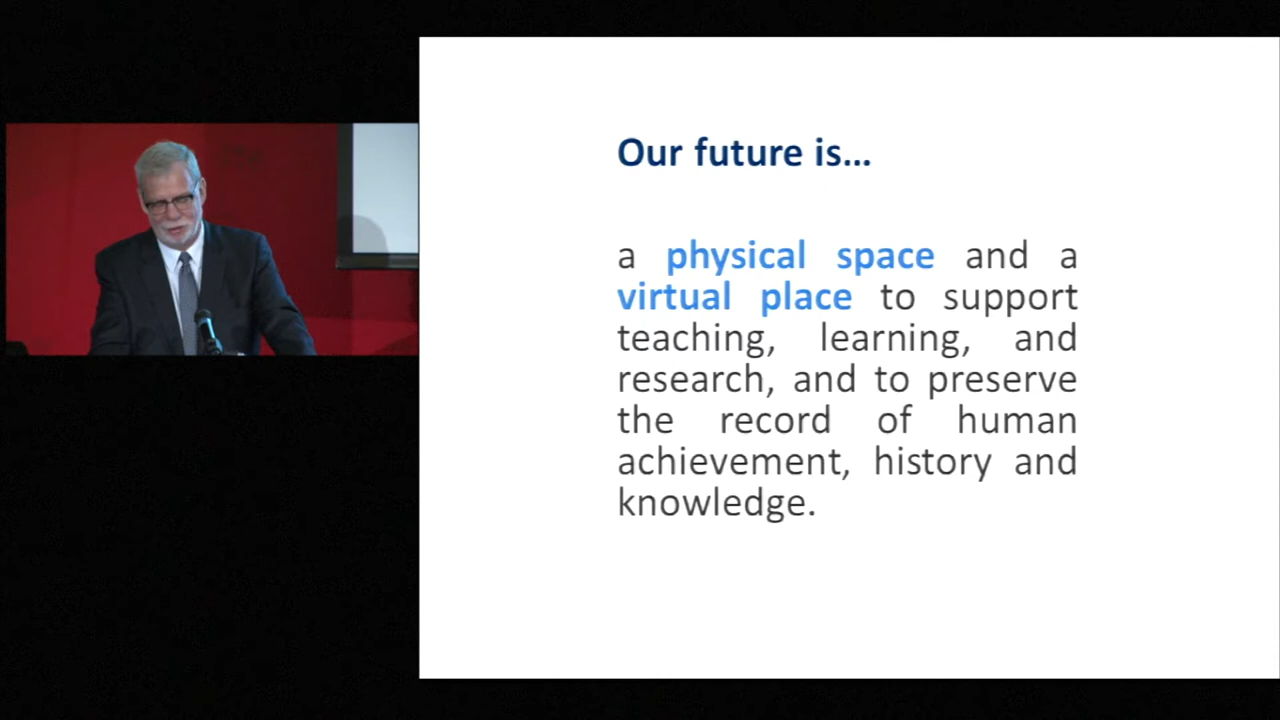 Our future is...
a physical space and a
virtual place to support
teaching, learning, and
research, and to preserve
the record of human
achievement, history and
knowledge.